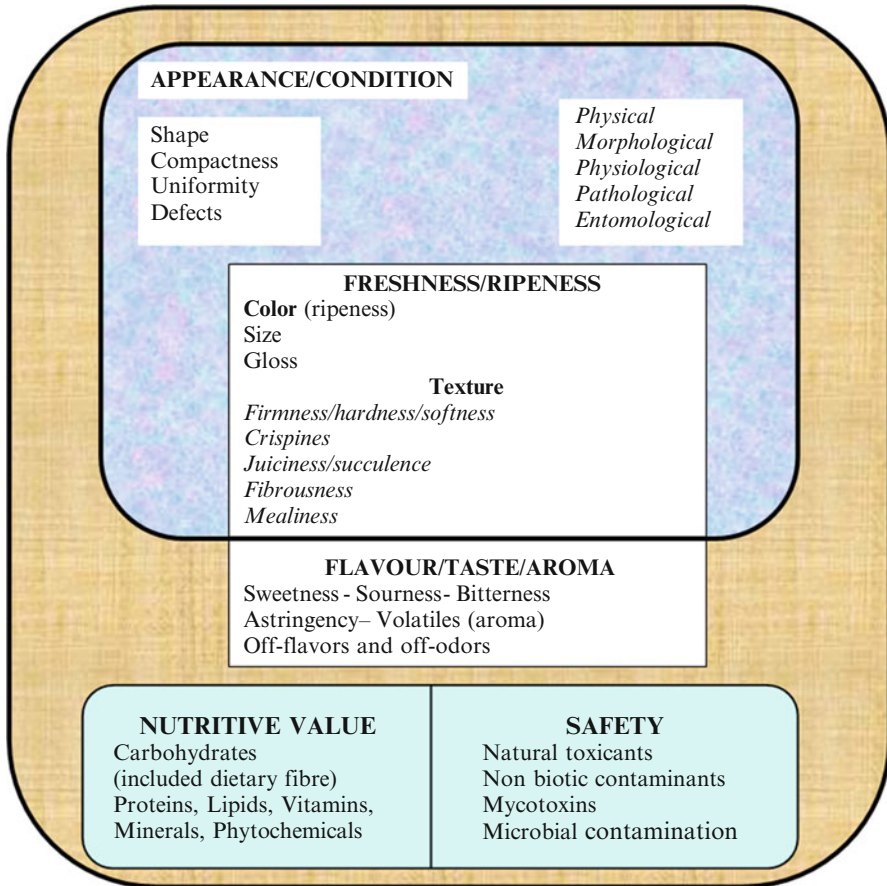 APPEARANCE/CONDITION
Shape
Compactness
Uniformity
Defects
Physical
Morphological
Physiological
Pathological
Entomological
FRESHNESS/RIPENESS
Color (ripeness)
Size
Gloss
Texture
Firmness/hardness/softness
Crispines
Juiciness/succulence
Fibrousness
Mealiness
FLAVOUR/TASTE/AROMA
Sweetness - Sourness- Bitterness
Astringency– Volatiles (aroma)
Off-flavors and off-odors
NUTRITIVE VALUE
Carbohydrates
(included dietary fibre)
Proteins, Lipids, Vitamins,
Minerals, Phytochemicals
SAFETY
Natural toxicants
Non biotic contaminants
Mycotoxins
Microbial contamination